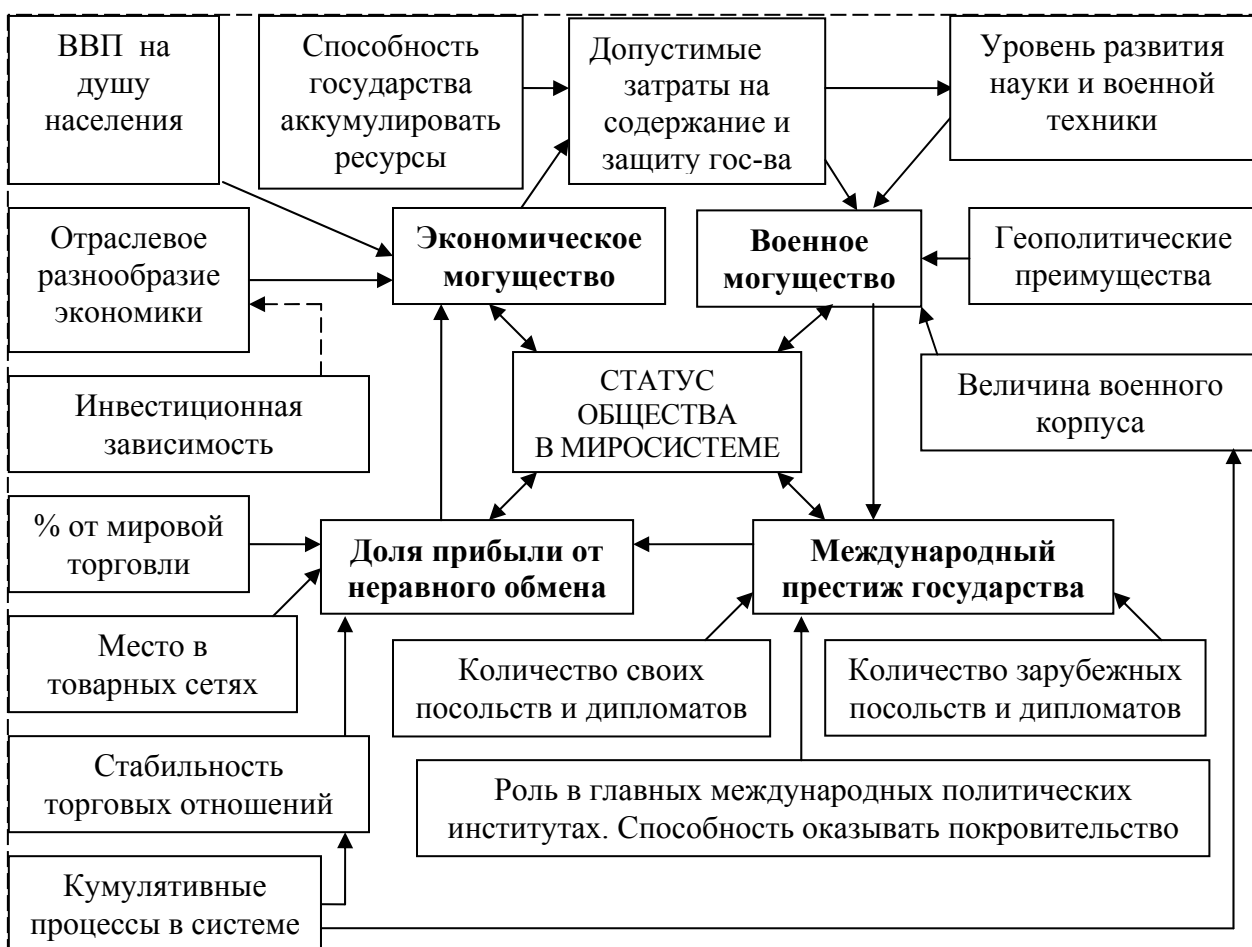 ВВП на
душу
населения
Способность
государства
аккумулировать
ресурсы
Допустимые
затраты на
содержание и
защиту гос-ва
Уровень развития
науки и военной
техники
Отраслевое
разнообразие
экономики
Экономическое
могущество
Военное
могущество
Геополитические
преимущества
Инвестиционная
зависимость
СТАТУС
ОБЩЕСТВА
В МИРОСИСТЕМЕ
Величина военного
корпуса
% от мировой
торговли
Доля прибыли от
неравного обмена
Международный
престиж государства
Место в
товарных сетях
Количество своих
посольств и дипломатов
Количество зарубежных
посольств и дипломатов
Стабильность
торговых отношений
Роль в главных международных политических
институтах. Способность оказывать покровительство
Кумулятивные
процессы в системе